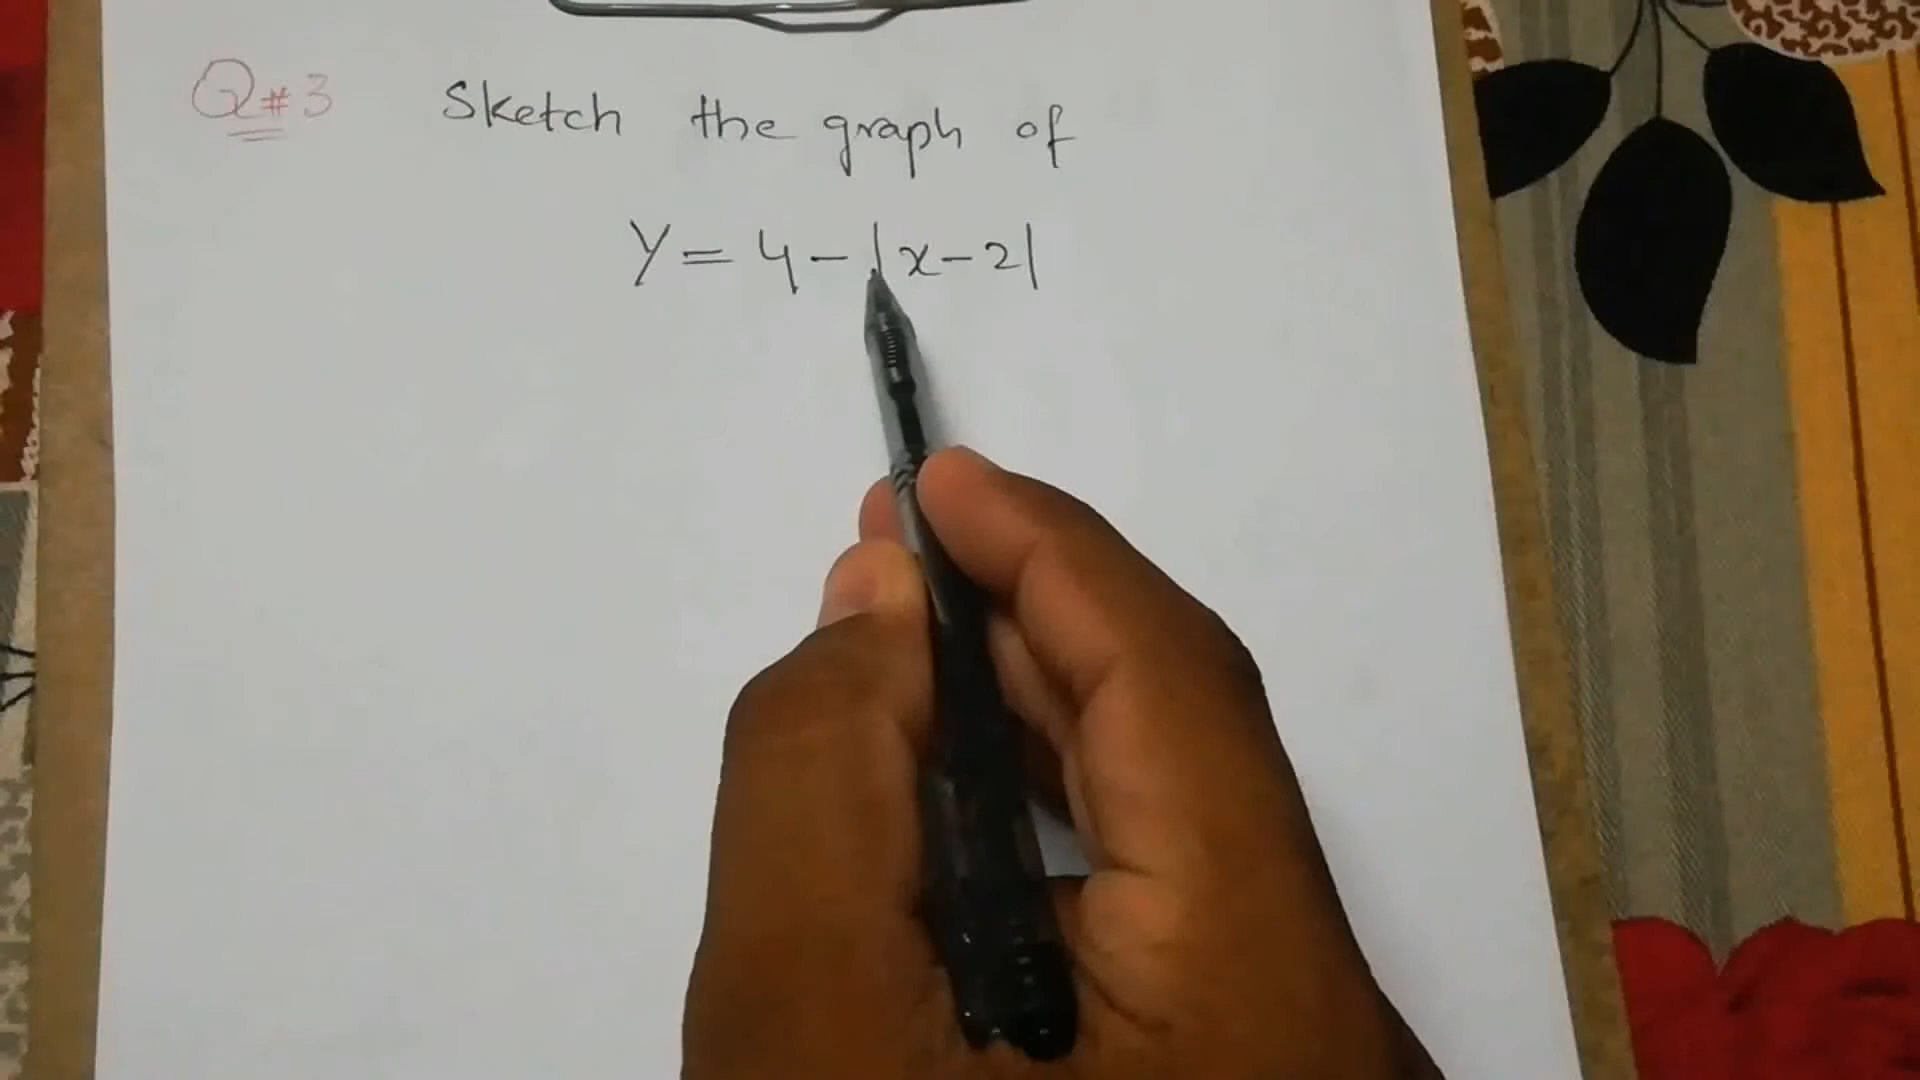 Q#3 Sketch the graph of
Y = 4 - |x - 2|